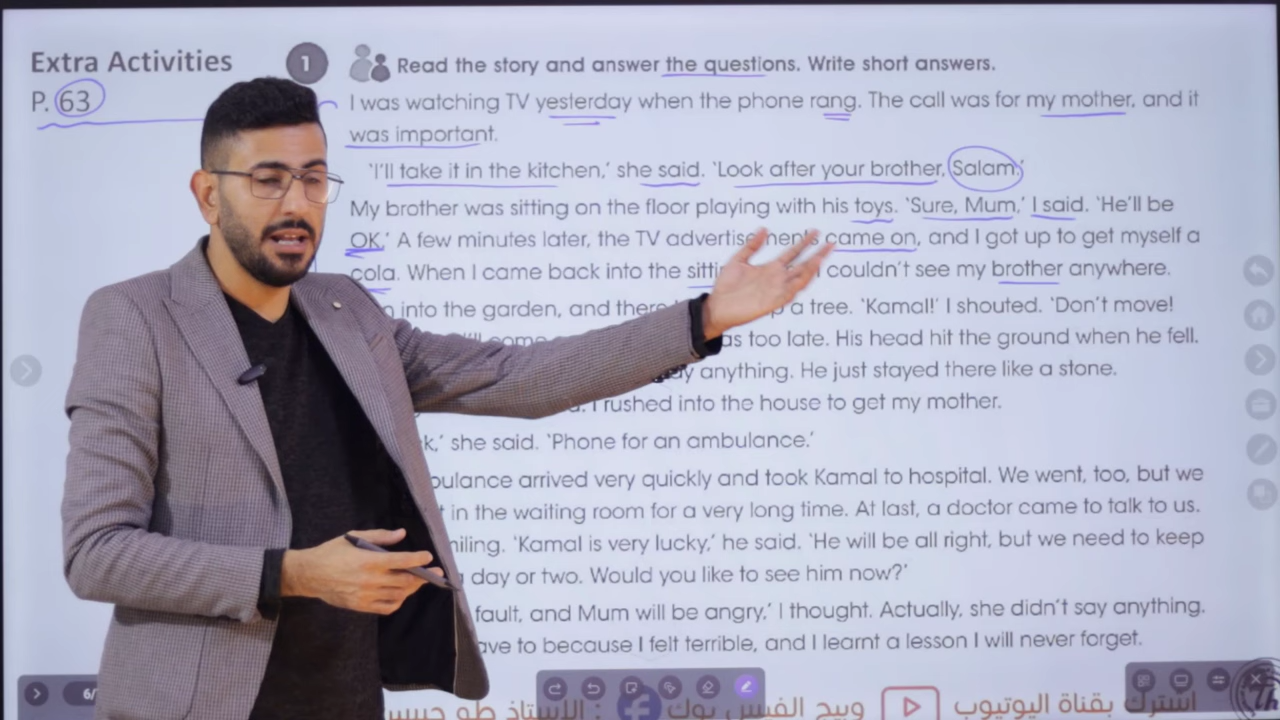 Extra Activities
P. 63
1
Read the story and answer the questions. Write short answers.
I was watching TV yesterday when the phone rang. The call was for my mother, and it
was important.
‘I’ll take it in the kitchen,’ she said. ‘Look after your brother, Salam.’
My brother was sitting on the floor playing with his toys. ‘Sure, Mum,’ I said. ‘He’ll be
OK.’ A few minutes later, the TV advertisements came on, and I got up to get myself a
cola. When I came back into the couldn’t see my brother anywhere.
into the garden, and there a tree. ‘Kamal!’ I shouted. ‘Don’t move!
too late. His head hit the ground when he fell.
anything. He just stayed there like a stone.
I rushed into the house to get my mother.
she said. ‘Phone for an ambulance.’
arrived very quickly and took Kamal to hospital. We went, too, but we
in the waiting room for a very long time. At last, a doctor came to talk to us.
‘Kamal is very lucky,’ he said. ‘He will be all right, but we need to keep
day or two. Would you like to see him now?’
fault, and Mum will be angry,’ I thought. Actually, she didn’t say anything.
to because I felt terrible, and I learnt a lesson I will never forget.
6/
اشترك بقناة اليوتيوب وبيج الفيس بوك : الأستاذ طه